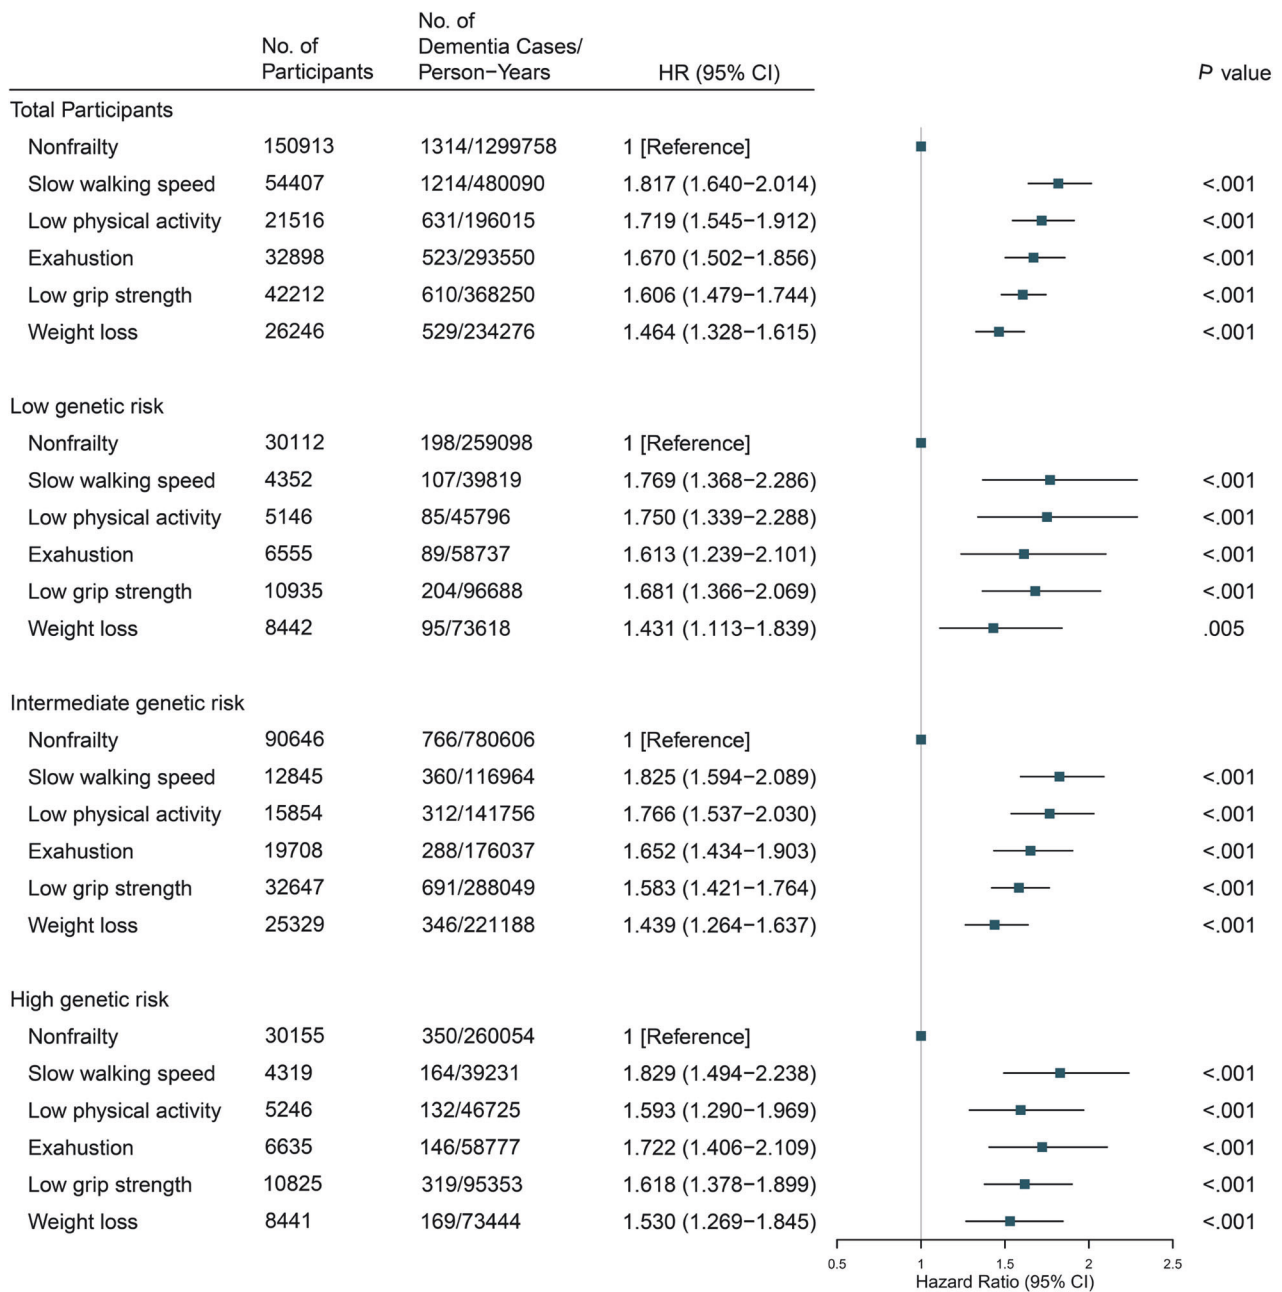 No. of
No. of Dementia Cases/
Participants Person−Years HR (95% CI) P value
Total Participants
Nonfrailty 150913 1314/1299758 1 [Reference]
Slow walking speed 54407 1214/480090 1.817 (1.640−2.014) <.001
Low physical activity 21516 631/196015 1.719 (1.545−1.912) <.001
Exahustion 32898 523/293550 1.670 (1.502−1.856) <.001
Low grip strength 42212 610/368250 1.606 (1.479−1.744) <.001
Weight loss 26246 529/234276 1.464 (1.328−1.615) <.001
Low genetic risk
Nonfrailty 30112 198/259098 1 [Reference]
Slow walking speed 4352 107/39819 1.769 (1.368−2.286) <.001
Low physical activity 5146 85/45796 1.750 (1.339−2.288) <.001
Exahustion 6555 89/58737 1.613 (1.239−2.101) <.001
Low grip strength 10935 204/96688 1.681 (1.366−2.069) <.001
Weight loss 8442 95/73618 1.431 (1.113−1.839) .005
Intermediate genetic risk
Nonfrailty 90646 766/780606 1 [Reference]
Slow walking speed 12845 360/116964 1.825 (1.594−2.089) <.001
Low physical activity 15854 312/141756 1.766 (1.537−2.030) <.001
Exahustion 19708 288/176037 1.652 (1.434−1.903) <.001
Low grip strength 32647 691/288049 1.583 (1.421−1.764) <.001
Weight loss 25329 346/221188 1.439 (1.264−1.637) <.001
High genetic risk
Nonfrailty 30155 350/260054 1 [Reference]
Slow walking speed 4319 164/39231 1.829 (1.494−2.238) <.001
Low physical activity 5246 132/46725 1.593 (1.290−1.969) <.001
Exahustion 6635 146/58777 1.722 (1.406−2.109) <.001
Low grip strength 10825 319/95353 1.618 (1.378−1.899) <.001
Weight loss 8441 169/73444 1.530 (1.269−1.845) <.001
0.5 1 1.5 2 2.5
Hazard Ratio (95% CI)